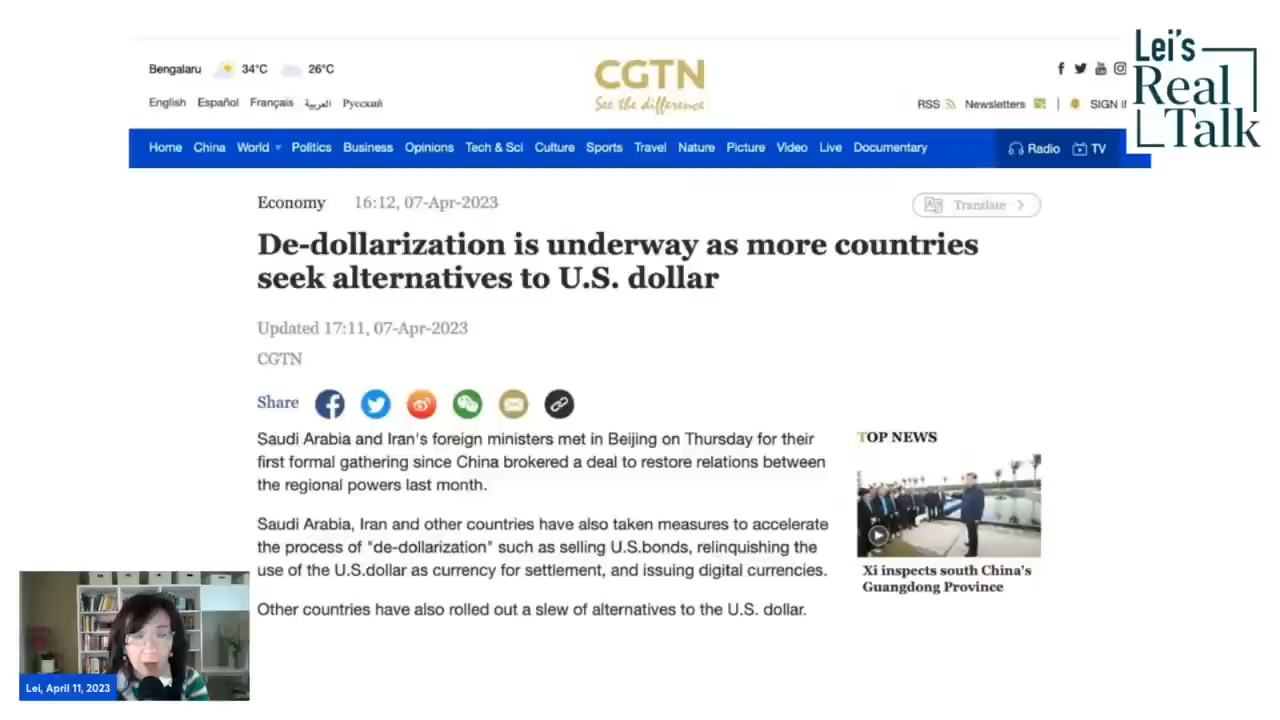 Lei's
Real
Talk
Bengalaru 34°C 26°C
CGTN
See the difference
English Español Français العربية Русский
RSS Newsletters | SIGN I
Home China World Politics Business Opinions Tech & Sci Culture Sports Travel Nature Picture Video Live Documentary Radio TV
Economy 16:12, 07-Apr-2023
Translate
De-dollarization is underway as more countries
seek alternatives to U.S. dollar
Updated 17:11, 07-Apr-2023
CGTN
Share
Saudi Arabia and Iran's foreign ministers met in Beijing on Thursday for their
first formal gathering since China brokered a deal to restore relations between
the regional powers last month.
Saudi Arabia, Iran and other countries have also taken measures to accelerate
the process of "de-dollarization" such as selling U.S.bonds, relinquishing the
use of the U.S.dollar as currency for settlement, and issuing digital currencies.
Other countries have also rolled out a slew of alternatives to the U.S. dollar.
TOP NEWS
Xi inspects south China's
Guangdong Province
Lei, April 11, 2023